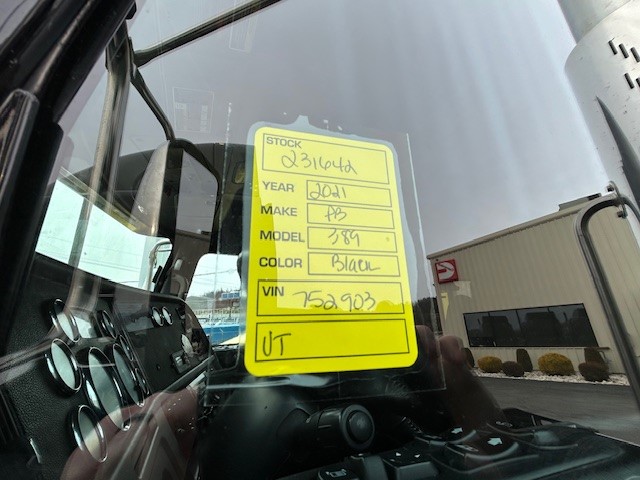 STOCK
231642
YEAR 2021
MAKE PB
MODEL 389
COLOR Black
VIN 752903
UT